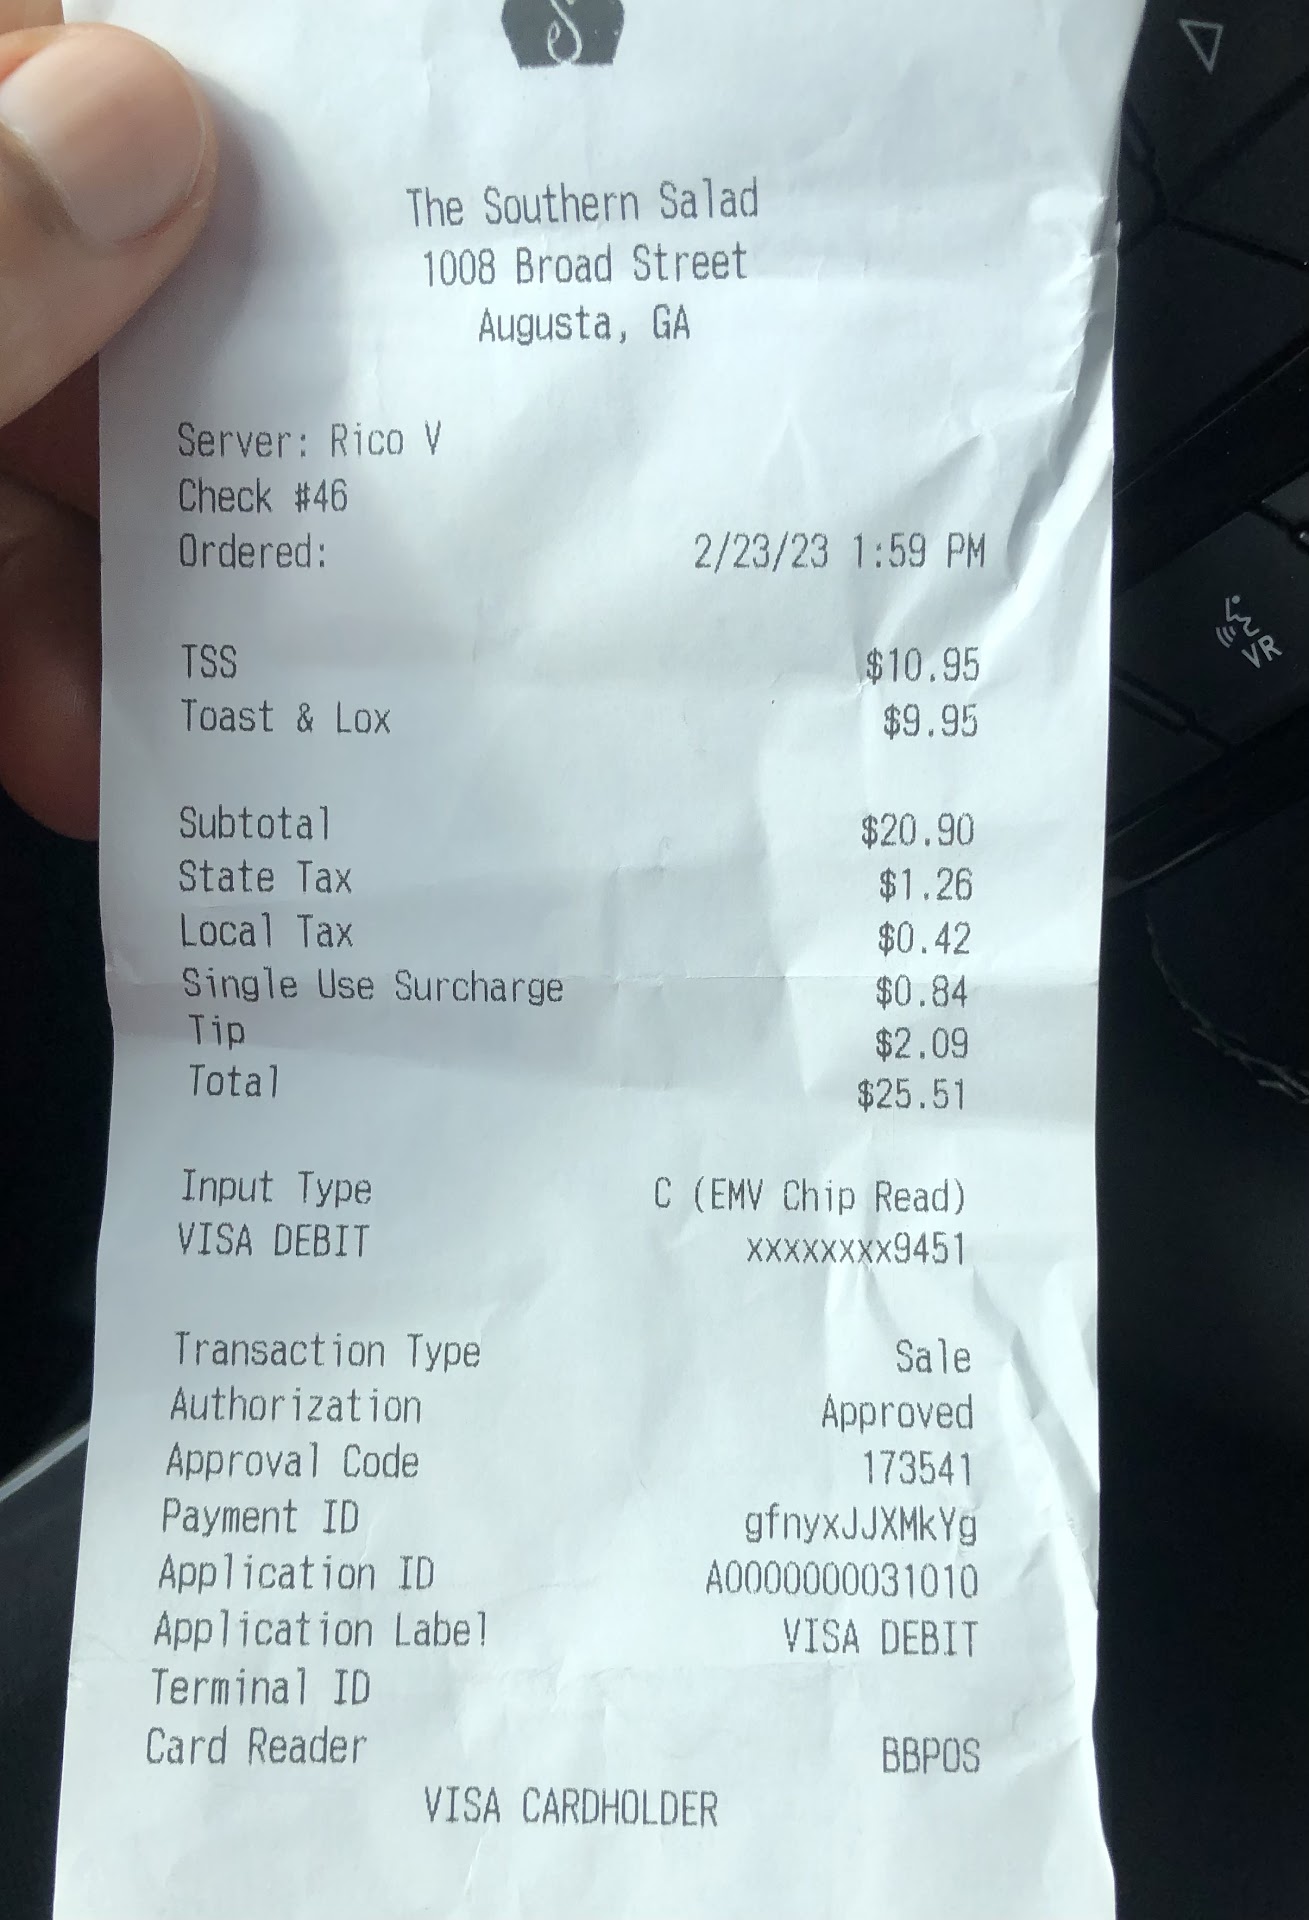 The Southern Salad
1008 Broad Street
Augusta, GA
Server: Rico V
Check #46
Ordered: 2/23/23 1:59 PM
TSS $10.95
Toast & Lox $9.95
Subtotal $20.90
State Tax $1.26
Local Tax $0.42
Single Use Surcharge $0.84
Tip $2.09
Total $25.51
Input Type C (EMV Chip Read)
VISA DEBIT xxxxxxxx9451
Transaction Type Sale
Authorization Approved
Approval Code 173541
Payment ID gfnyxJJXMkYg
Application ID A0000000031010
Application Label VISA DEBIT
Terminal ID
Card Reader BBPOS
VISA CARDHOLDER
VR